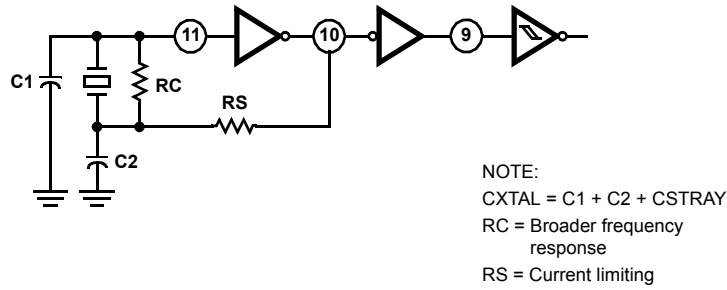 11
10
9
C1
RC
RS
C2
NOTE:
CXTAL = C1 + C2 + CSTRAY
RC = Broader frequency
response
RS = Current limiting